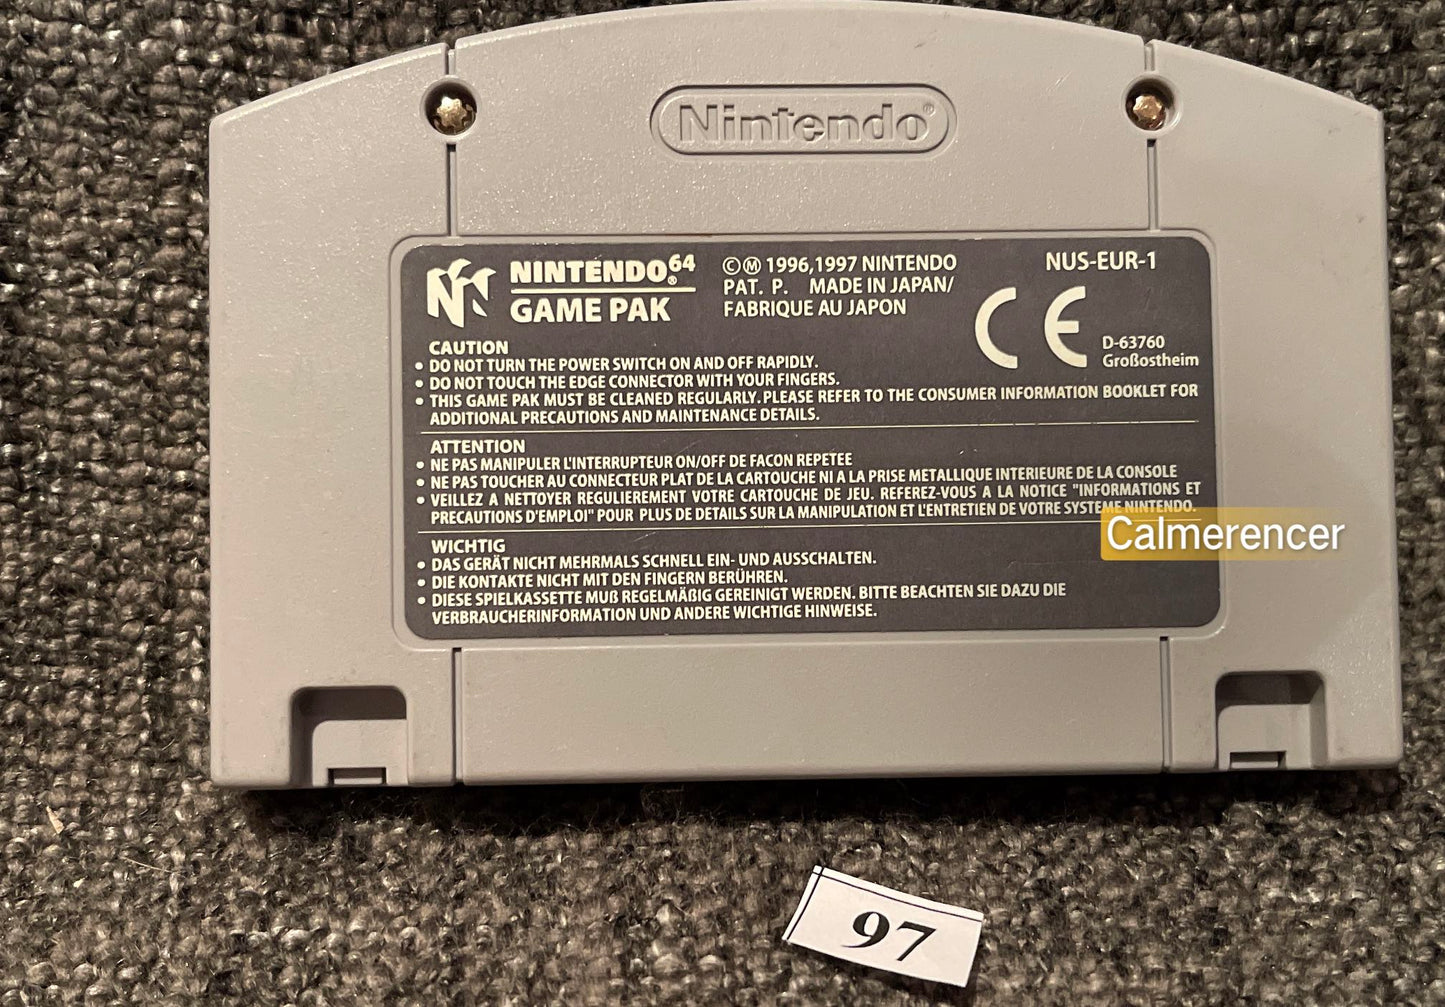 Nintendo®
NINTENDO64®
GAME PAK
©Ⓜ 1996,1997 NINTENDO
PAT. P. MADE IN JAPAN/
FABRIQUE AU JAPON
NUS-EUR-1
CE
D-63760
Großostheim
CAUTION
• DO NOT TURN THE POWER SWITCH ON AND OFF RAPIDLY.
• DO NOT TOUCH THE EDGE CONNECTOR WITH YOUR FINGERS.
• THIS GAME PAK MUST BE CLEANED REGULARLY. PLEASE REFER TO THE CONSUMER INFORMATION BOOKLET FOR
ADDITIONAL PRECAUTIONS AND MAINTENANCE DETAILS.
ATTENTION
• NE PAS MANIPULER L'INTERRUPTEUR ON/OFF DE FACON REPETEE
• NE PAS TOUCHER AU CONNECTEUR PLAT DE LA CARTOUCHE NI A LA PRISE METALLIQUE INTERIEURE DE LA CONSOLE
• VEILLEZ A NETTOYER REGULIEREMENT VOTRE CARTOUCHE DE JEU. REFEREZ-VOUS A LA NOTICE "INFORMATIONS ET
PRECAUTIONS D'EMPLOI" POUR PLUS DE DETAILS SUR LA MANIPULATION ET L'ENTRETIEN DE VOTRE SYSTEME NINTENDO.
Calmerencer
WICHTIG
• DAS GERÄT NICHT MEHRMALS SCHNELL EIN- UND AUSSCHALTEN.
• DIE KONTAKTE NICHT MIT DEN FINGERN BERÜHREN.
• DIESE SPIELKASSETTE MUß REGELMÄßIG GEREINIGT WERDEN. BITTE BEACHTEN SIE DAZU DIE
VERBRAUCHERINFORMATION UND ANDERE WICHTIGE HINWEISE.
97